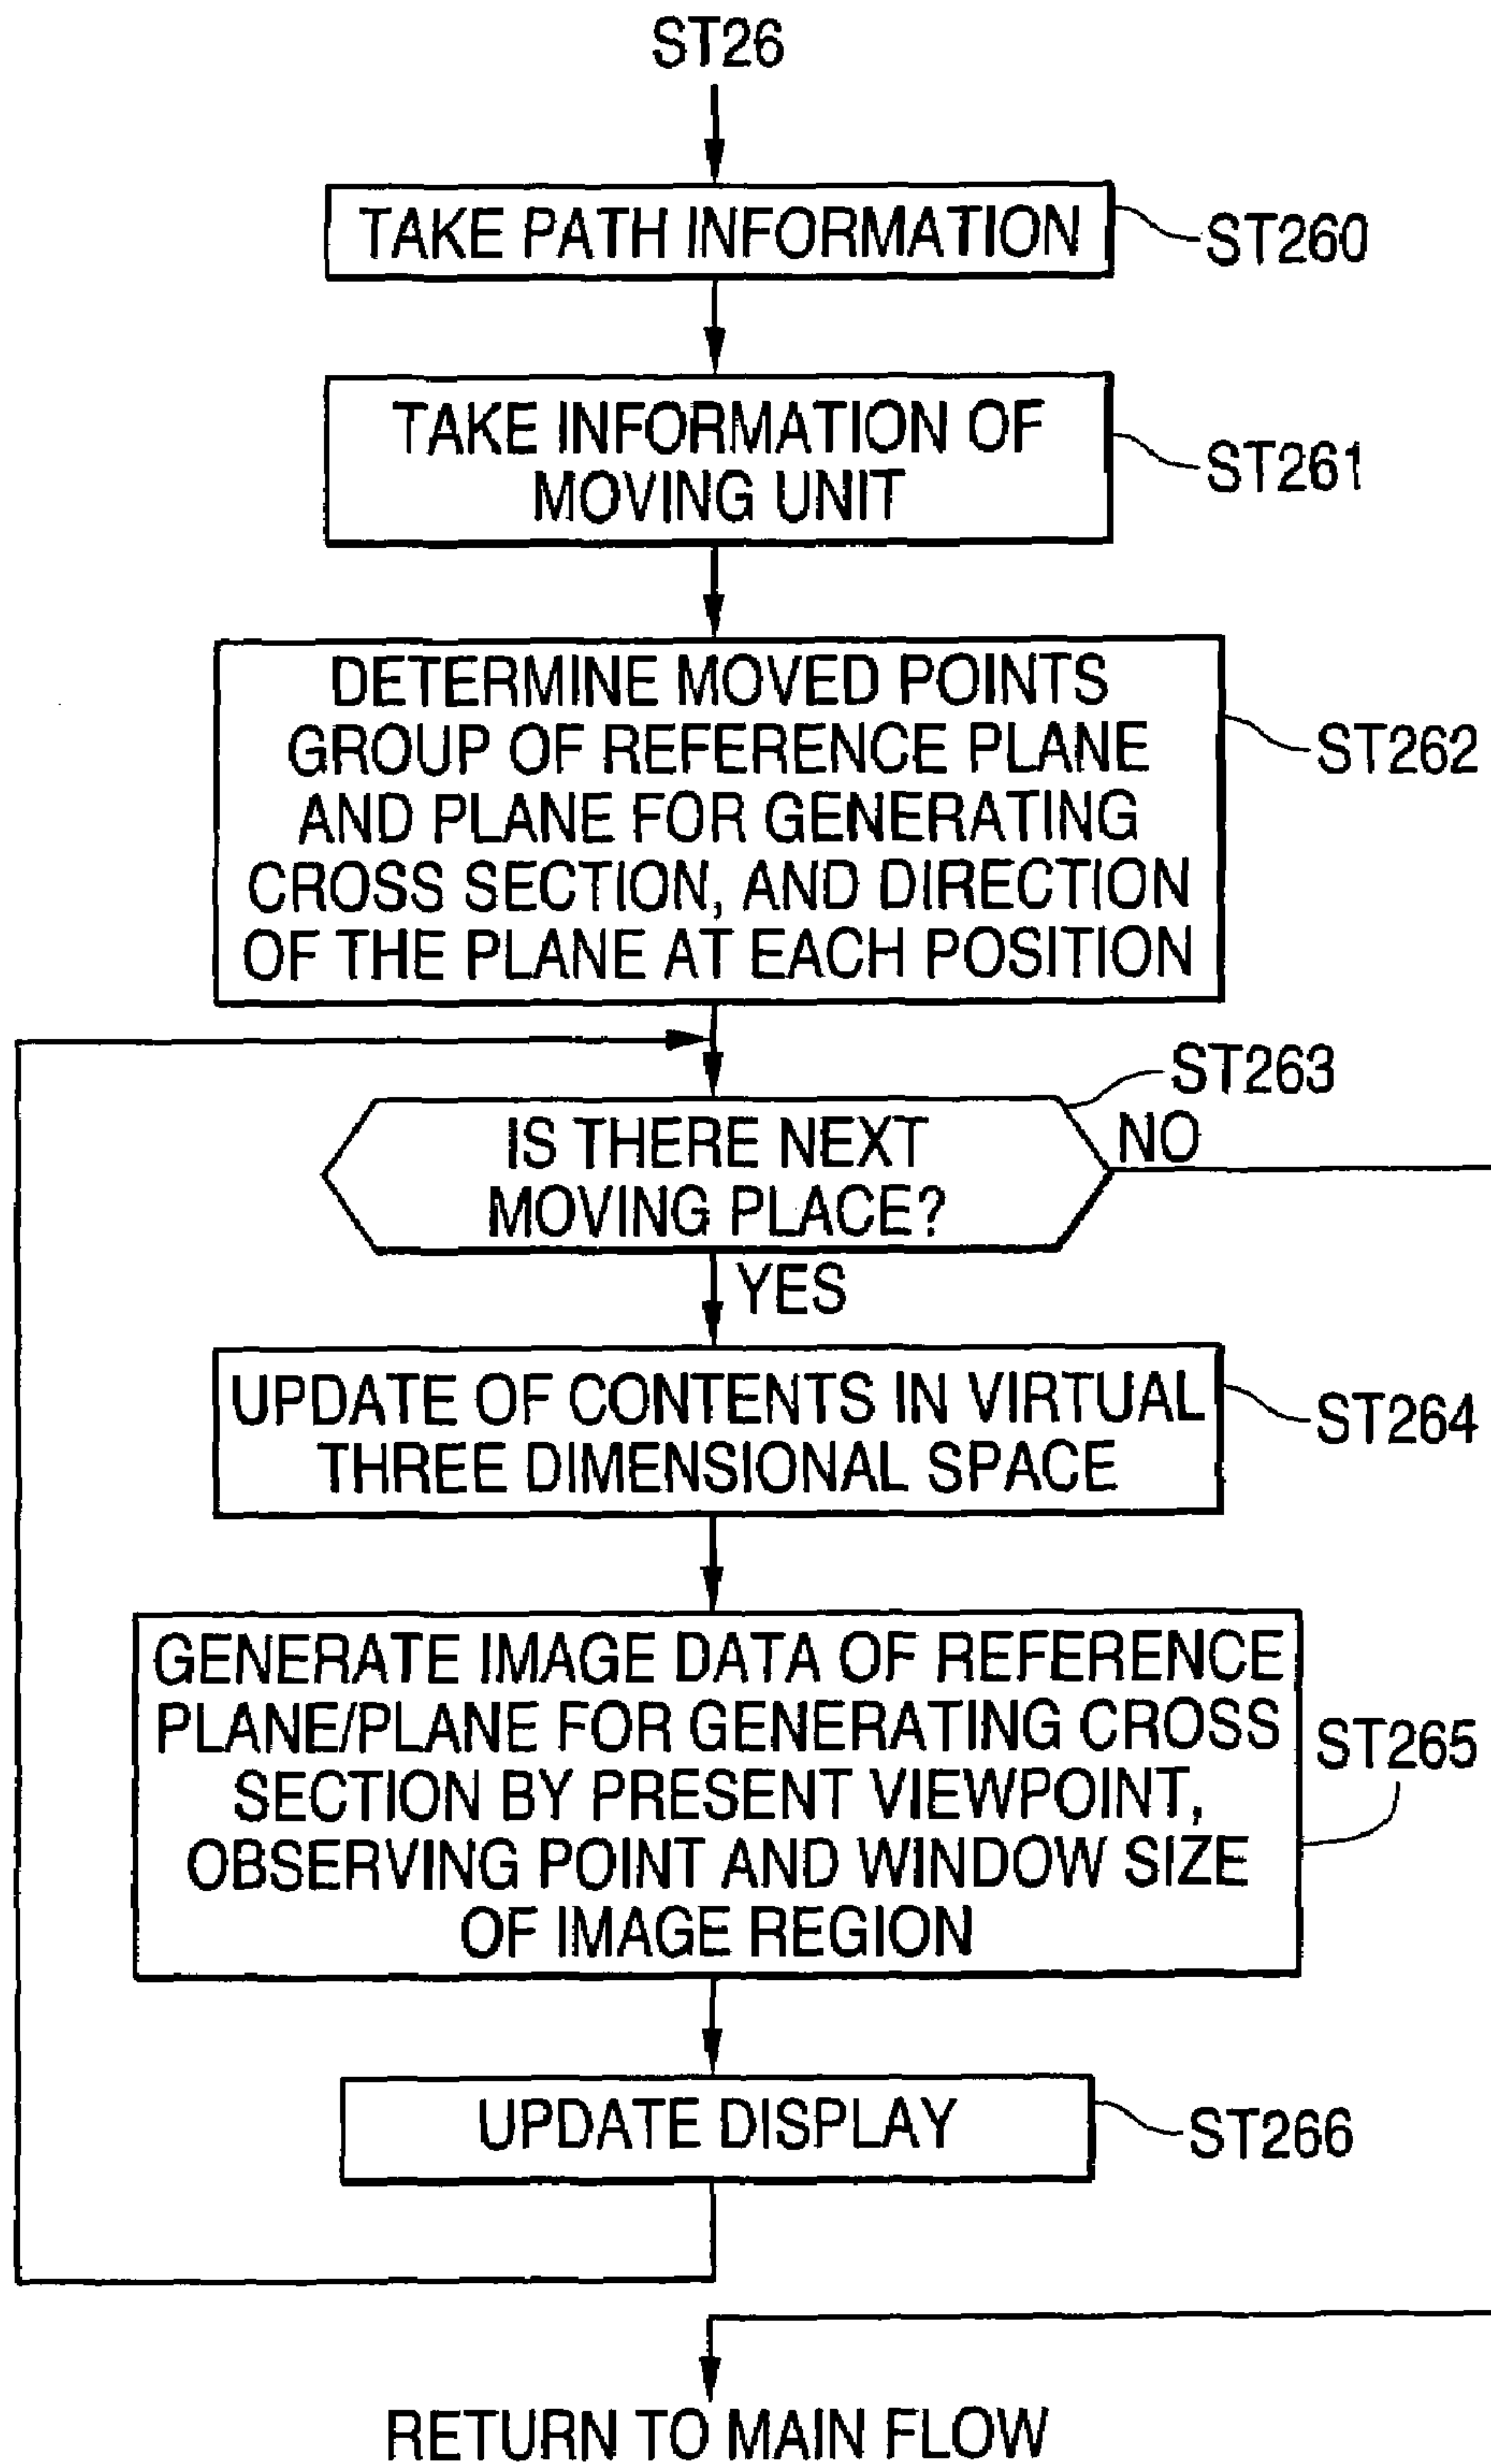 ST26
TAKE PATH INFORMATION
ST260
TAKE INFORMATION OF
MOVING UNIT
ST261
DETERMINE MOVED POINTS
GROUP OF REFERENCE PLANE
AND PLANE FOR GENERATING
CROSS SECTION, AND DIRECTION
OF THE PLANE AT EACH POSITION
ST262
ST263
IS THERE NEXT
MOVING PLACE?
NO
YES
UPDATE OF CONTENTS IN VIRTUAL
THREE DIMENSIONAL SPACE
ST264
GENERATE IMAGE DATA OF REFERENCE
PLANE/PLANE FOR GENERATING CROSS
SECTION BY PRESENT VIEWPOINT,
OBSERVING POINT AND WINDOW SIZE
OF IMAGE REGION
ST265
UPDATE DISPLAY
ST266
RETURN TO MAIN FLOW